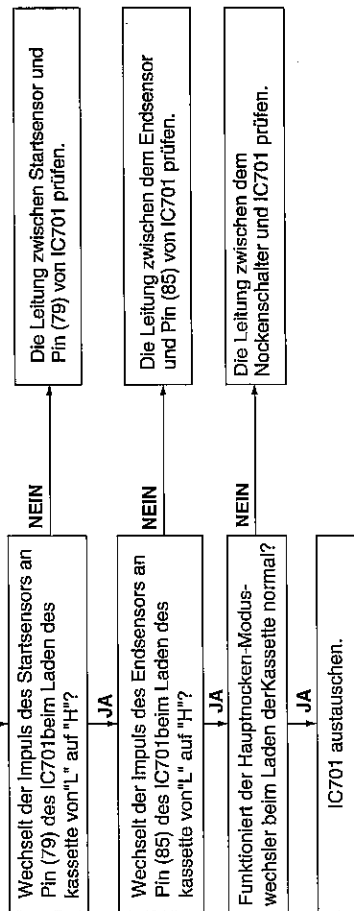 Wechselt der Impuls des Startsensors an
Pin (79) des IC701beim Laden des
kassette von"L" auf "H"?
NEIN
Die Leitung zwischen Startsensor und
Pin (79) von IC701 prüfen.
JA
Wechselt der Impuls des Endsensors an
Pin (85) des IC701beim Laden des
kassette von"L" auf "H"?
NEIN
Die Leitung zwischen dem Endsensor
und Pin (85) von IC701 prüfen.
JA
Funktioniert der Hauptnocken-Modus-
wechsler beim Laden derKassette normal?
NEIN
Die Leitung zwischen dem
Nockenschalter und IC701 prüfen.
JA
IC701 austauschen.